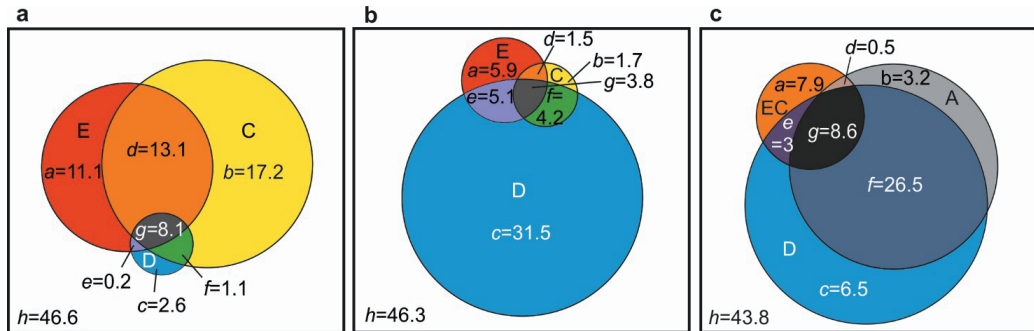 a
E
C
a=11.1
d=13.1
b=17.2
g=8.1
D
e=0.2
c=2.6
f=1.1
h=46.6
b
E
d=1.5
a=5.9
C
b=1.7
g=3.8
e=5.1
f=
4.2
D
c=31.5
h=46.3
c
d=0.5
a=7.9
b=3.2
EC
A
e
=3
g=8.6
f=26.5
D
c=6.5
h=43.8